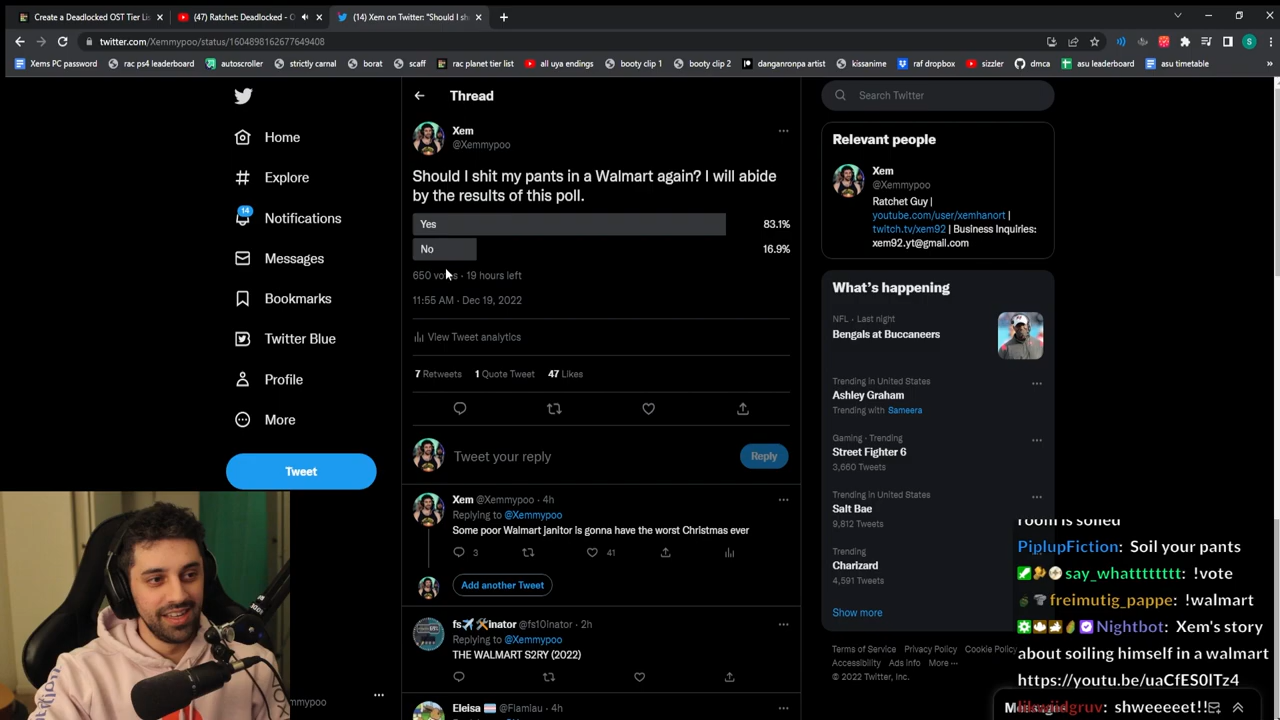 Create a Deadlocked OST Tier Lis
(47) Ratchet: Deadlocked - O
(14) Xem on Twitter: "Should I sh
twitter.com/Xemmypoo/status/1604898162677649408
Xems PC password
rac ps4 leaderboard
autoscroller
strictly carnal
borat
scaff
rac planet tier list
all uya endings
booty clip 1
booty clip 2
danganronpa artist
kissanime
raf dropbox
sizzler
dmca
asu leaderboard
asu timetable
Home
Explore
14
Notifications
Messages
Bookmarks
Twitter Blue
Profile
More
Tweet
Thread
Xem
@Xemmypoo
Should I shit my pants in a Walmart again? I will abide
by the results of this poll.
Yes 83.1%
No 16.9%
650 votes · 19 hours left
11:55 AM · Dec 19, 2022
View Tweet analytics
7 Retweets 1 Quote Tweet 47 Likes
Tweet your reply
Reply
Xem @Xemmypoo · 4h
Replying to @Xemmypoo
Some poor Walmart janitor is gonna have the worst Christmas ever
3 41
Add another Tweet
fs✈️🛠️inator @fs10Inator · 2h
Replying to @Xemmypoo
THE WALMART S2RY (2022)
Eleisa @Flamlau · 4h
Search Twitter
Relevant people
Xem
@Xemmypoo
Ratchet Guy |
youtube.com/user/xemhanort |
twitch.tv/xem92 | Business Inquiries:
xem92.yt@gmail.com
What's happening
NFL · Last night
Bengals at Buccaneers
Trending in United States
Ashley Graham
Trending with Sameera
Gaming · Trending
Street Fighter 6
3,660 Tweets
Trending in United States
Salt Bae
9,812 Tweets
Trending
Charizard
4,591 Tweets
Show more
Terms of Service Privacy Policy Cookie Policy
Accessibility Ads info More ···
© 2022 Twitter, Inc.
room is soiled
PiplupFiction: Soil your pants
say_whatttttttt: !vote
freimutig_pappe: !walmart
Nightbot: Xem's story
about soiling himself in a walmart
https://youtu.be/uaCfES0ITz4
shweeeeet!!
mmypoo